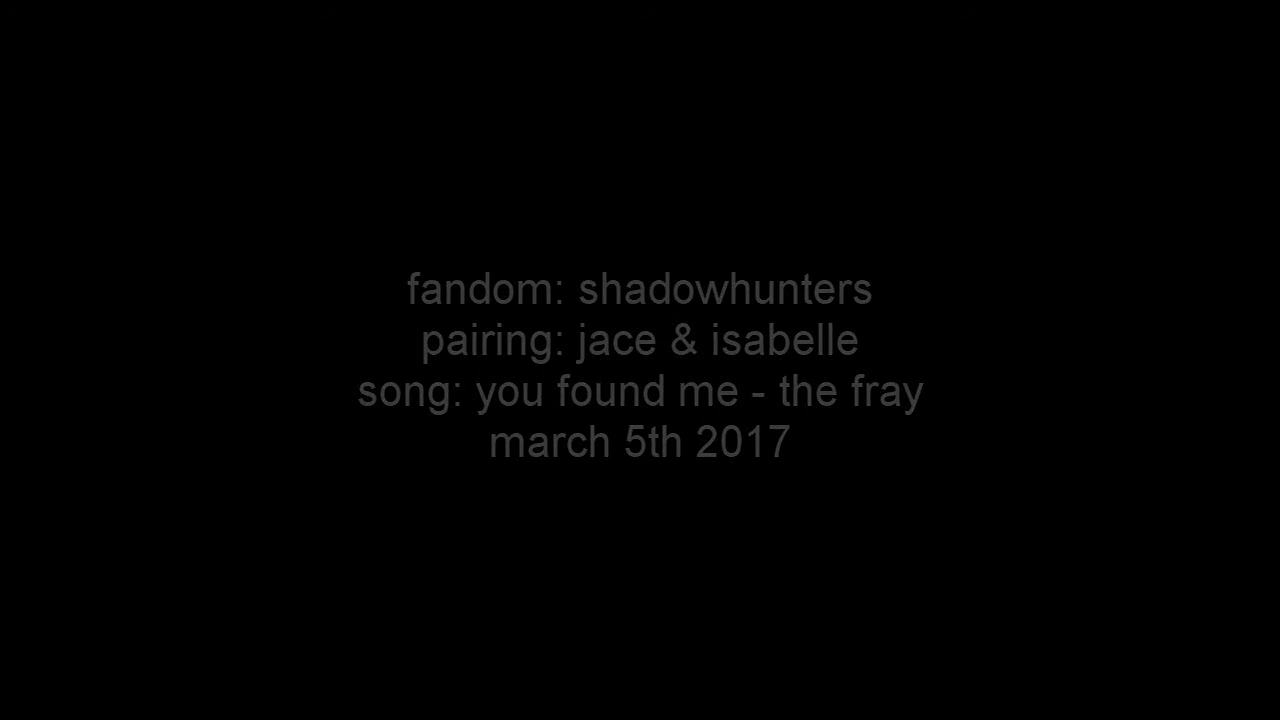 fandom: shadowhunters
pairing: jace & isabelle
song: you found me - the fray
march 5th 2017